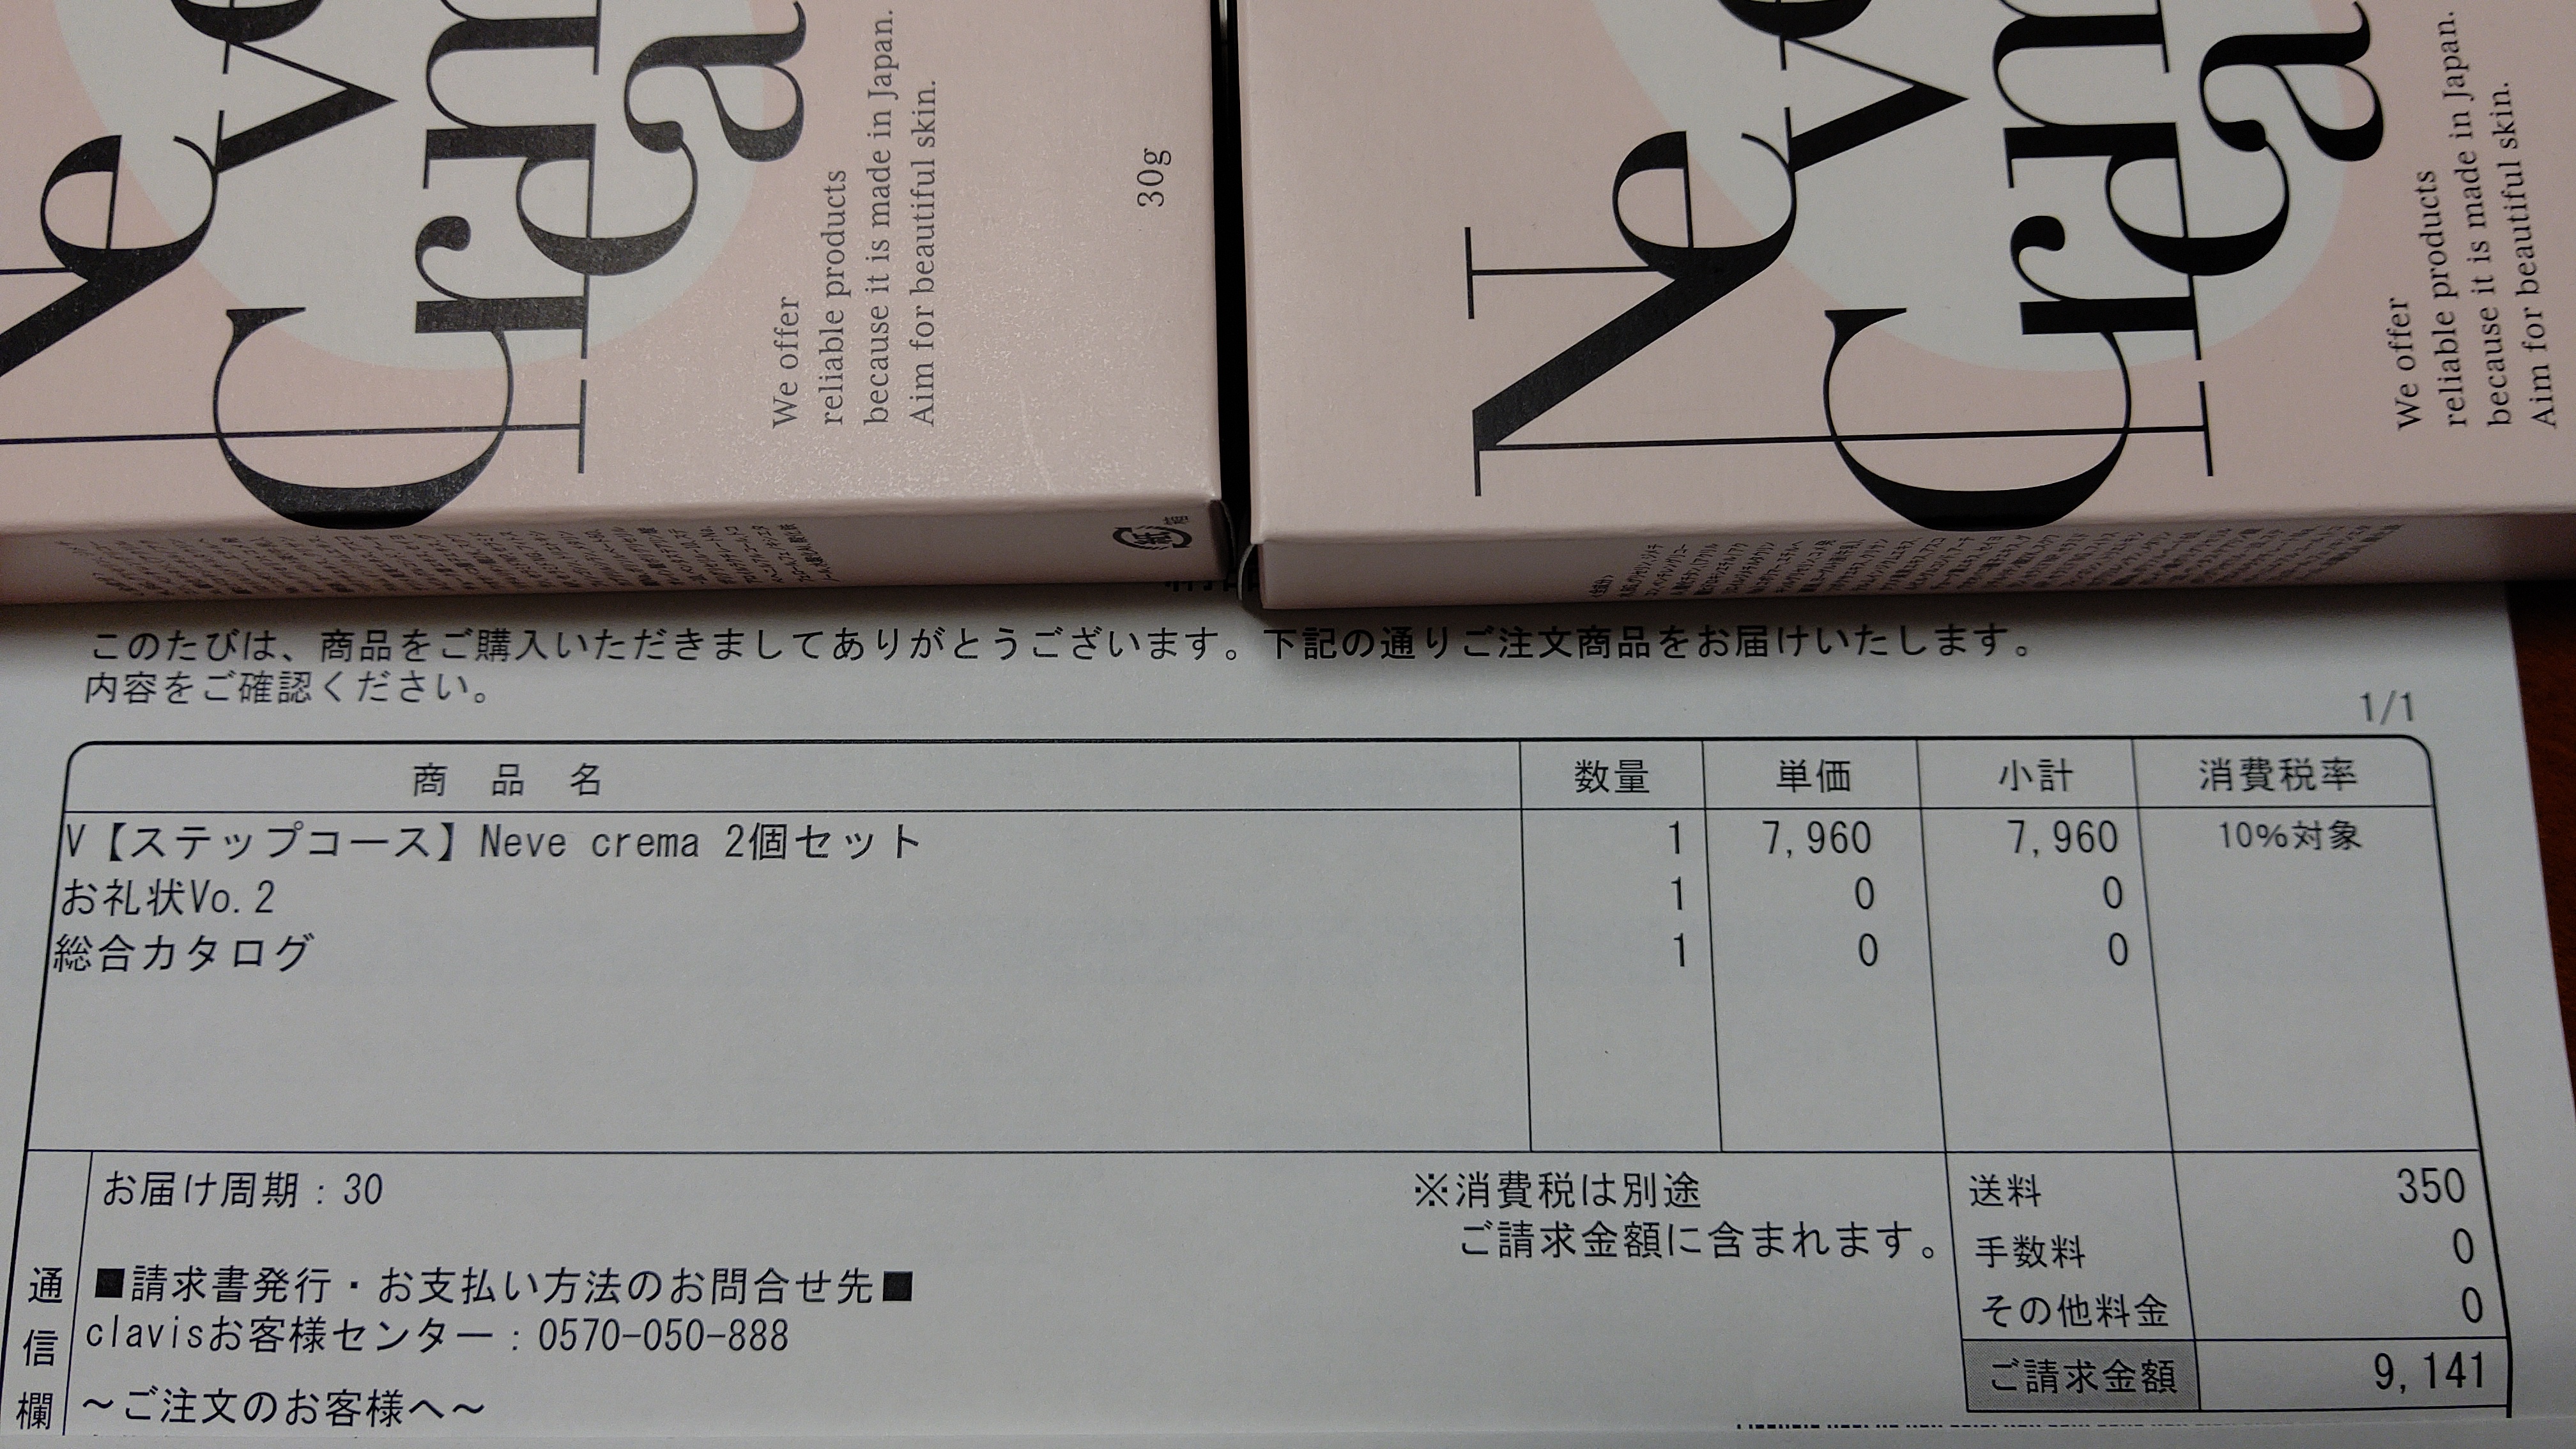 Neve
Crema
We offer
reliable products
because it is made in Japan.
Aim for beautiful skin.
30g
紙
箱
Neve
Crema
We offer
reliable products
because it is made in Japan.
Aim for beautiful skin.
このたびは、商品をご購入いただきましてありがとうございます。下記の通りご注文商品をお届けいたします。
内容をご確認ください。
1/1
商 品 名 数量 単価 小計 消費税率
V【ステップコース】Neve crema 2個セット 1 7,960 7,960 10%対象
お礼状Vo.2 1 0 0
総合カタログ 1 0 0
通信欄
お届け周期:30
■請求書発行・お支払い方法のお問合せ先■
clavisお客様センター:0570-050-888
~ご注文のお客様へ~
※消費税は別途
ご請求金額に含まれます。
送料 350
手数料 0
その他料金 0
ご請求金額 9,141